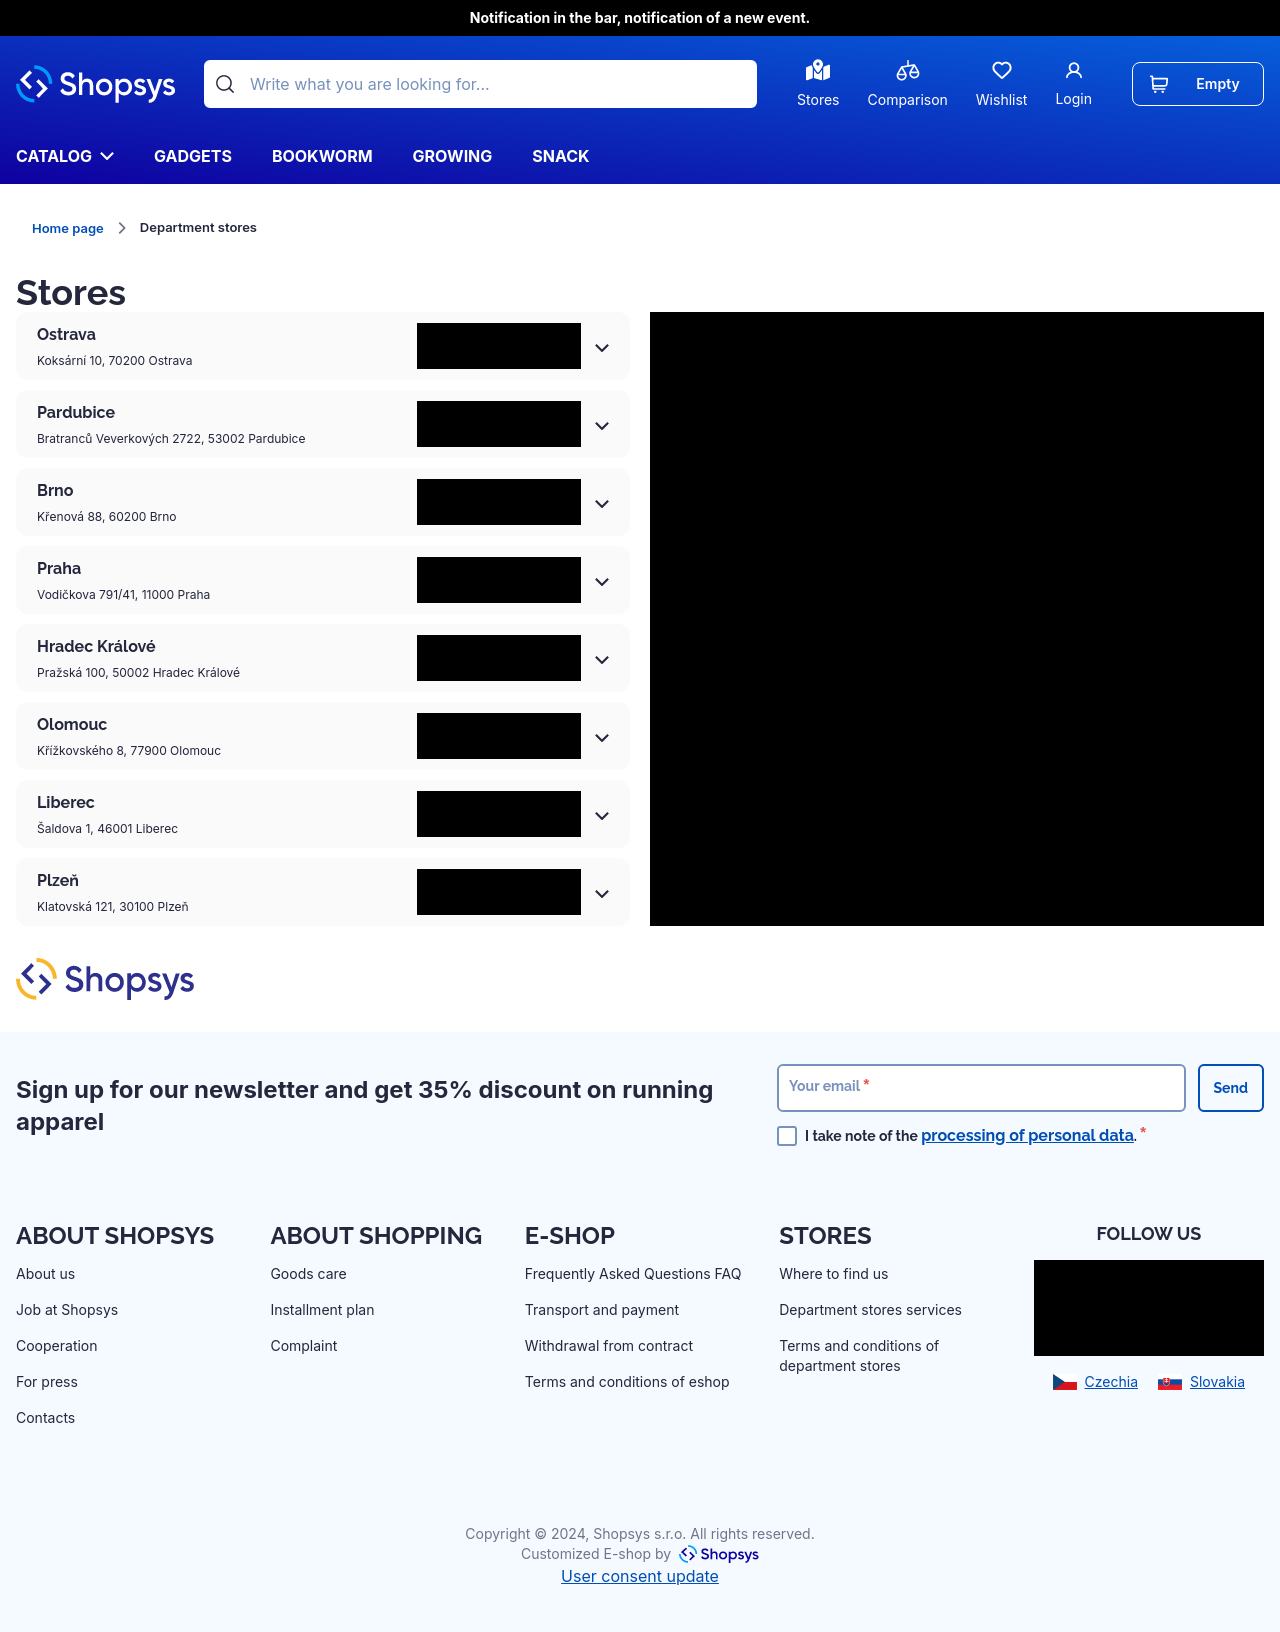 Notification in the bar, notification of a new event.
Shopsys
Write what you are looking for...
Stores
Comparison
Wishlist
Login
Empty
CATALOG
GADGETS
BOOKWORM
GROWING
SNACK
Home page
Department stores
Stores
Ostrava
Koksární 10, 70200 Ostrava
Pardubice
Bratranců Veverkových 2722, 53002 Pardubice
Brno
Křenová 88, 60200 Brno
Praha
Vodičkova 791/41, 11000 Praha
Hradec Králové
Pražská 100, 50002 Hradec Králové
Olomouc
Křížkovského 8, 77900 Olomouc
Liberec
Šaldova 1, 46001 Liberec
Plzeň
Klatovská 121, 30100 Plzeň
Shopsys
Sign up for our newsletter and get 35% discount on running
apparel
Your email *
Send
I take note of the processing of personal data. *
ABOUT SHOPSYS
About us
Job at Shopsys
Cooperation
For press
Contacts
ABOUT SHOPPING
Goods care
Installment plan
Complaint
E-SHOP
Frequently Asked Questions FAQ
Transport and payment
Withdrawal from contract
Terms and conditions of eshop
STORES
Where to find us
Department stores services
Terms and conditions of
department stores
FOLLOW US
Czechia
Slovakia
Copyright © 2024, Shopsys s.r.o. All rights reserved.
Customized E-shop by Shopsys
User consent update